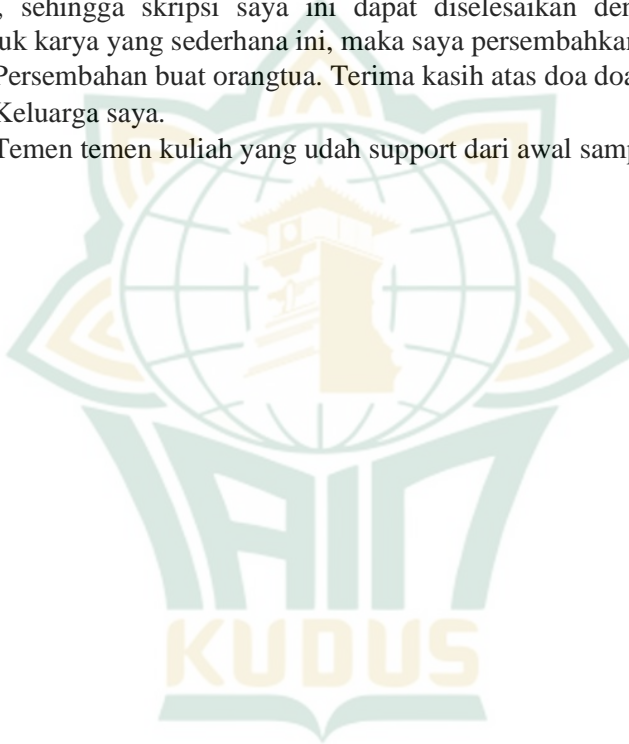 , sehingga skripsi saya ini dapat diselesaikan den
uk karya yang sederhana ini, maka saya persembahkan
Persembahan buat orangtua. Terima kasih atas doa doa
Keluarga saya.
Temen temen kuliah yang udah support dari awal samp
IAIN
KUDUS